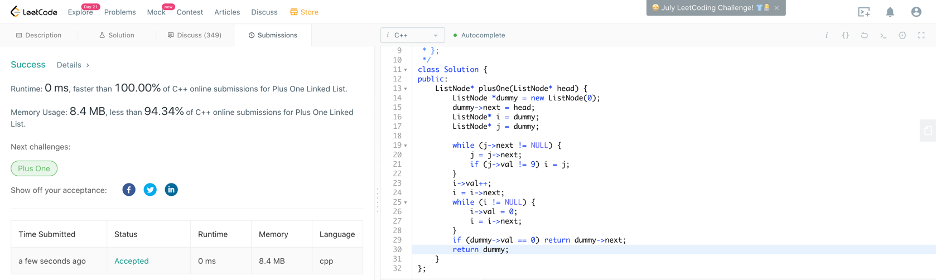 LeetCode
Explore
Day 21
Problems
Mock
new
Contest
Articles
Discuss
Store
July LeetCoding Challenge!
Description
Solution
Discuss (349)
Submissions
i C++
Autocomplete
Success
Details >
Runtime: 0 ms, faster than 100.00% of C++ online submissions for Plus One Linked List.
Memory Usage: 8.4 MB, less than 94.34% of C++ online submissions for Plus One Linked
List.
Next challenges:
Plus One
Show off your acceptance:
Time Submitted Status Runtime Memory Language
a few seconds ago Accepted 0 ms 8.4 MB cpp
9 * };
10 */
11 class Solution {
12 public:
13 ListNode* plusOne(ListNode* head) {
14 ListNode *dummy = new ListNode(0);
15 dummy->next = head;
16 ListNode* i = dummy;
17 ListNode* j = dummy;
18
19 while (j->next != NULL) {
20 j = j->next;
21 if (j->val != 9) i = j;
22 }
23 i->val++;
24 i = i->next;
25 while (i != NULL) {
26 i->val = 0;
27 i = i->next;
28 }
29 if (dummy->val == 0) return dummy->next;
30 return dummy;
31 }
32 };